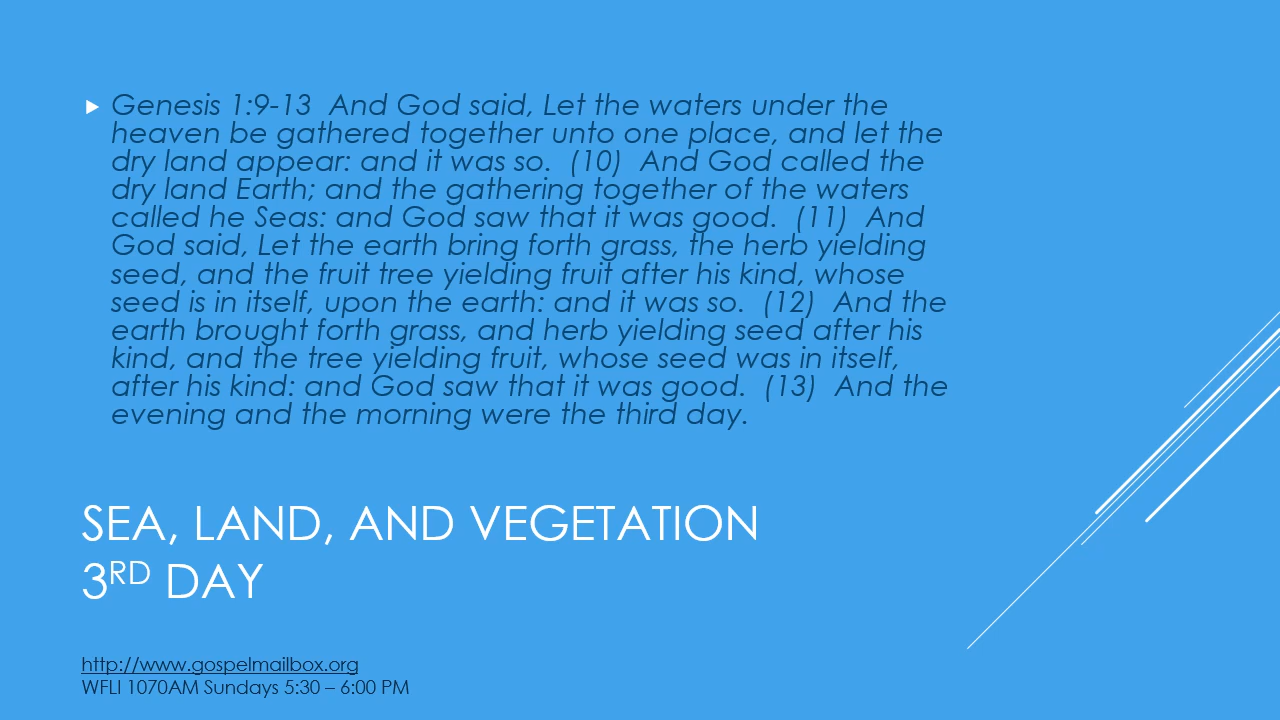 Genesis 1:9-13  And God said, Let the waters under the
heaven be gathered together unto one place, and let the
dry land appear: and it was so.  (10)  And God called the
dry land Earth; and the gathering together of the waters
called he Seas: and God saw that it was good.  (11)  And
God said, Let the earth bring forth grass, the herb yielding
seed, and the fruit tree yielding fruit after his kind, whose
seed is in itself, upon the earth: and it was so.  (12)  And the
earth brought forth grass, and herb yielding seed after his
kind, and the tree yielding fruit, whose seed was in itself,
after his kind: and God saw that it was good.  (13)  And the
evening and the morning were the third day.
SEA, LAND, AND VEGETATION
3RD DAY
http://www.gospelmailbox.org
WFLI 1070AM Sundays 5:30 – 6:00 PM